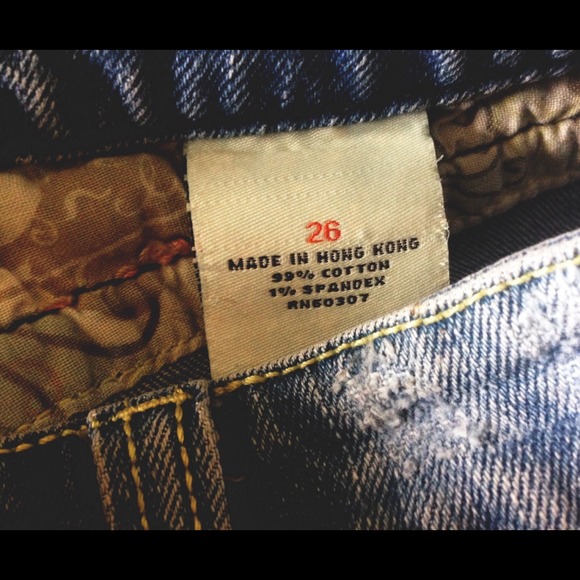 26
MADE IN HONG KONG
99% COTTON
1% SPANDEX
RN60307